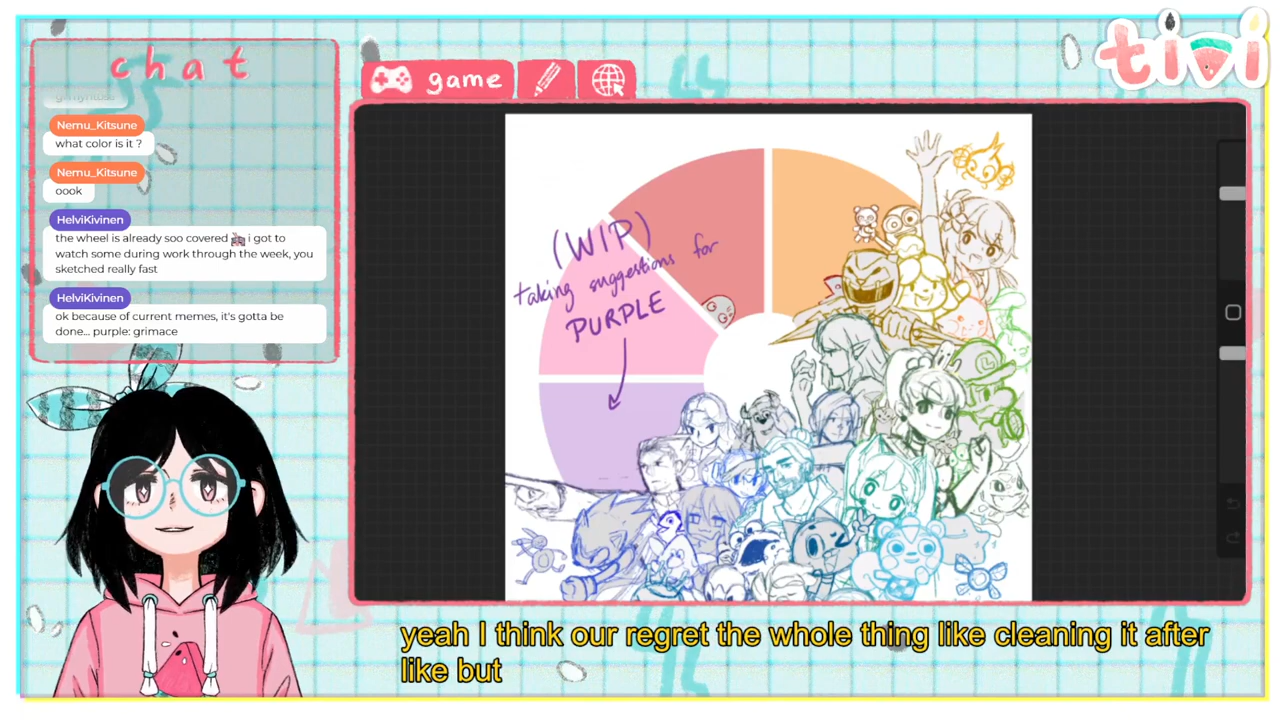 chat
Nemu_Kitsune
what color is it ?
Nemu_Kitsune
oook
HelviKivinen
the wheel is already soo covered i got to
watch some during work through the week, you
sketched really fast
HelviKivinen
ok because of current memes, it's gotta be
done... purple: grimace
game
tivi
(WIP)
taking suggestions for
PURPLE
yeah I think our regret the whole thing like cleaning it after
like but